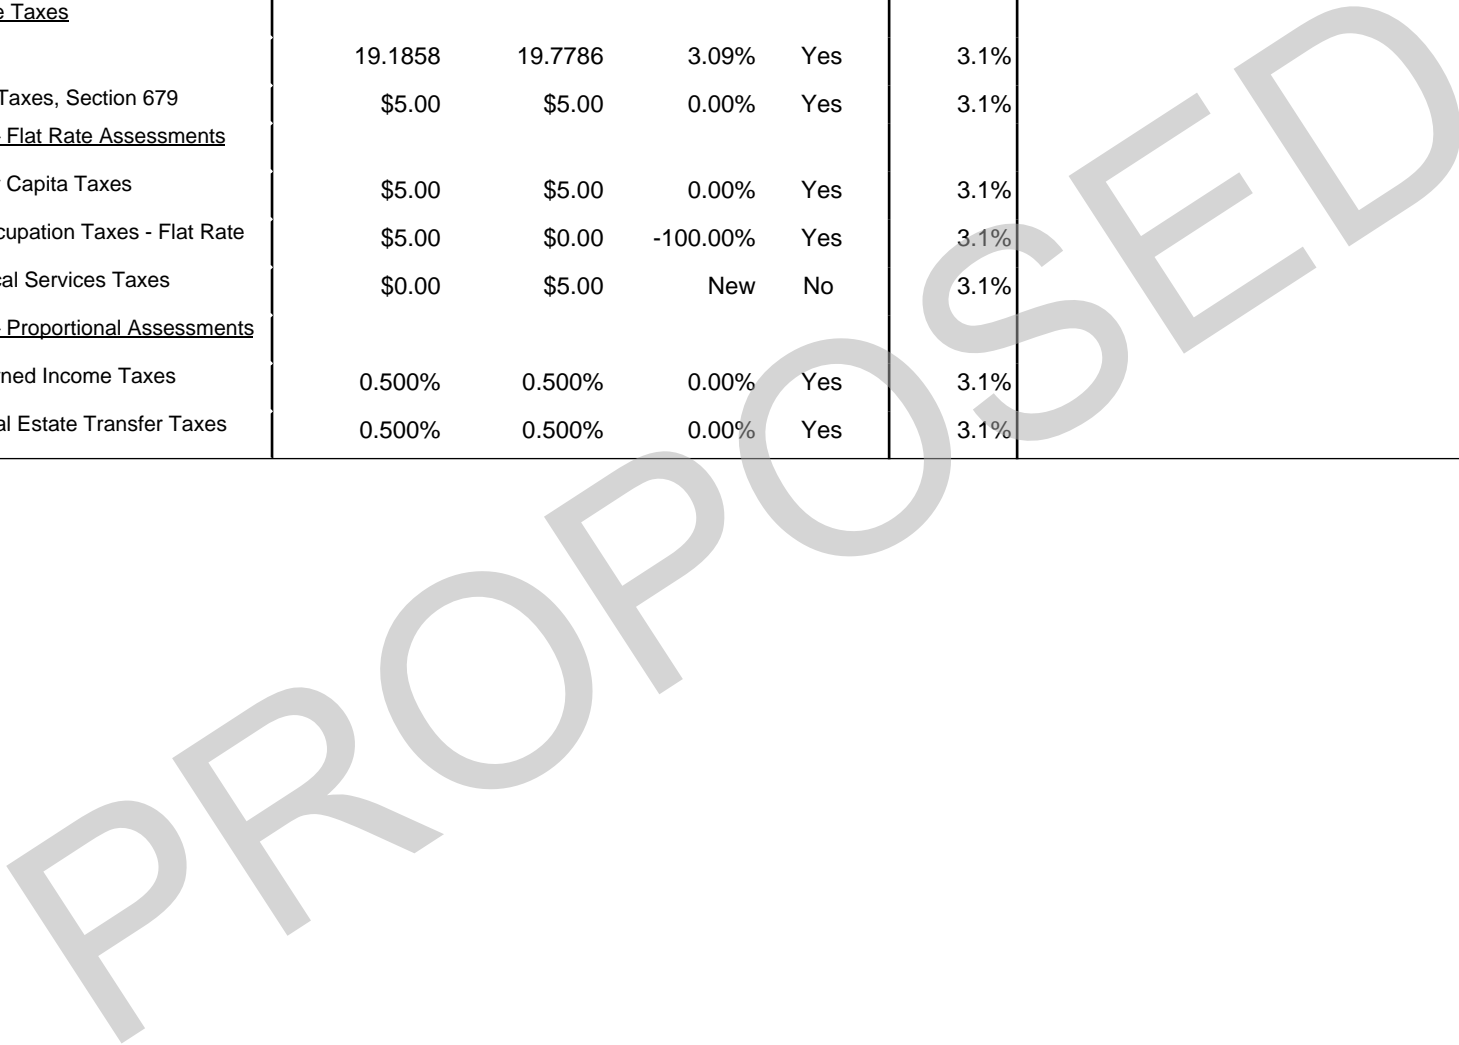 e Taxes
19.1858 19.7786 3.09% Yes 3.1%
Taxes, Section 679 $5.00 $5.00 0.00% Yes 3.1%
- Flat Rate Assessments
Capita Taxes $5.00 $5.00 0.00% Yes 3.1%
cupation Taxes - Flat Rate $5.00 $0.00 -100.00% Yes 3.1%
cal Services Taxes $0.00 $5.00 New No 3.1%
- Proportional Assessments
rned Income Taxes 0.500% 0.500% 0.00% Yes 3.1%
al Estate Transfer Taxes 0.500% 0.500% 0.00% Yes 3.1%
PROPOSED